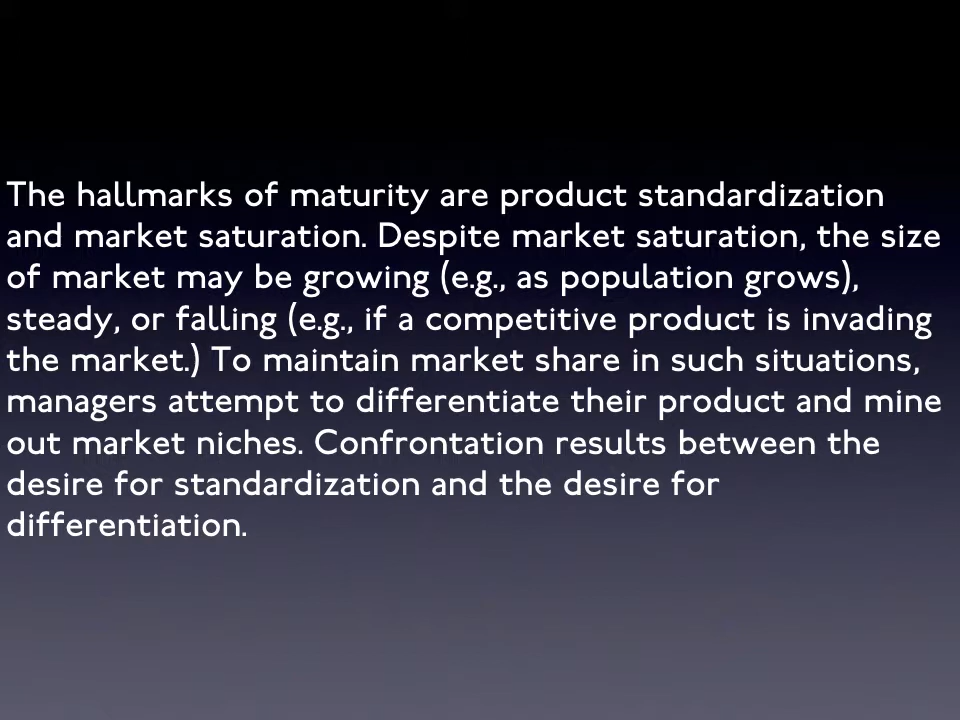 The hallmarks of maturity are product standardization
and market saturation. Despite market saturation, the size
of market may be growing (e.g., as population grows),
steady, or falling (e.g., if a competitive product is invading
the market.) To maintain market share in such situations,
managers attempt to differentiate their product and mine
out market niches. Confrontation results between the
desire for standardization and the desire for
differentiation.